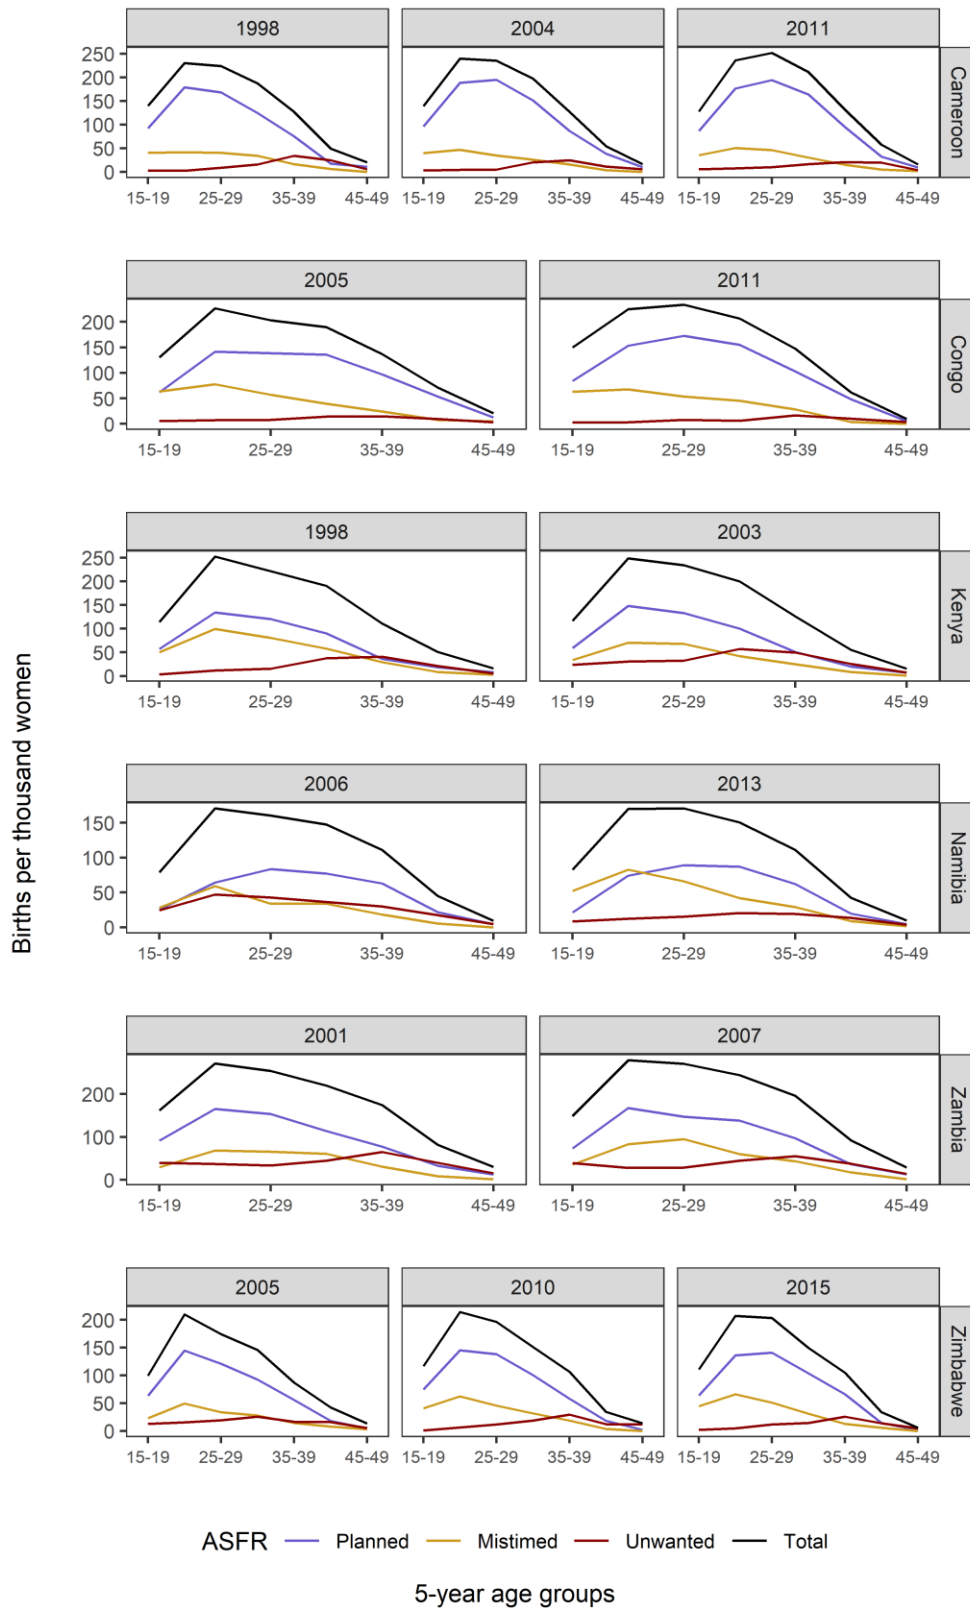 1998 2004 2011
Cameroon
250
200
150
100
50
0
15-19 25-29 35-39 45-49 15-19 25-29 35-39 45-49 15-19 25-29 35-39 45-49
2005 2011
Congo
200
150
100
50
0
15-19 25-29 35-39 45-49 15-19 25-29 35-39 45-49
1998 2003
Kenya
250
200
150
100
50
0
15-19 25-29 35-39 45-49 15-19 25-29 35-39 45-49
Births per thousand women
2006 2013
Namibia
150
100
50
0
15-19 25-29 35-39 45-49 15-19 25-29 35-39 45-49
2001 2007
Zambia
200
100
0
15-19 25-29 35-39 45-49 15-19 25-29 35-39 45-49
2005 2010 2015
Zimbabwe
200
150
100
50
0
15-19 25-29 35-39 45-49 15-19 25-29 35-39 45-49 15-19 25-29 35-39 45-49
ASFR Planned Mistimed Unwanted Total
5-year age groups